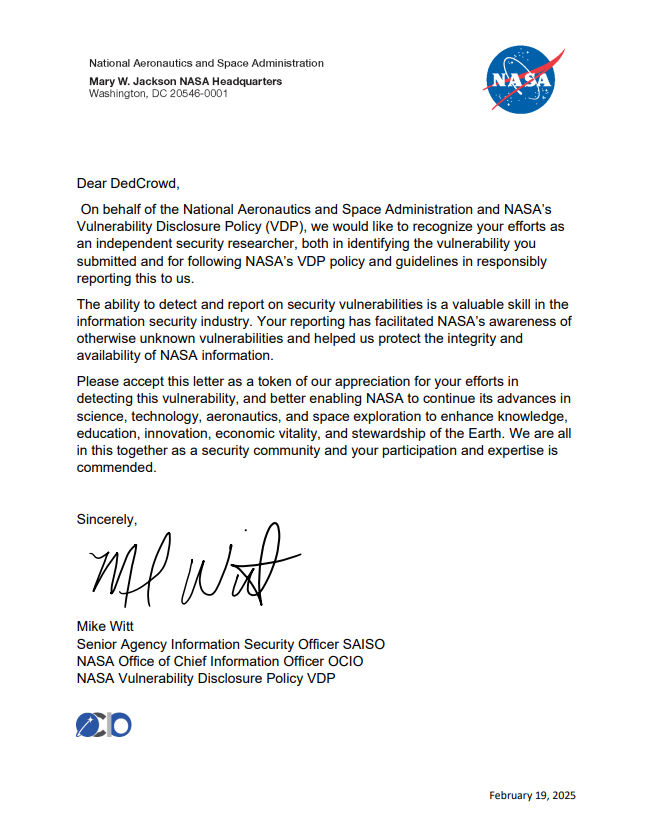 National Aeronautics and Space Administration
Mary W. Jackson NASA Headquarters
Washington, DC 20546-0001
NASA
Dear DedCrowd,
On behalf of the National Aeronautics and Space Administration and NASA’s
Vulnerability Disclosure Policy (VDP), we would like to recognize your efforts as
an independent security researcher, both in identifying the vulnerability you
submitted and for following NASA’s VDP policy and guidelines in responsibly
reporting this to us.
The ability to detect and report on security vulnerabilities is a valuable skill in the
information security industry. Your reporting has facilitated NASA’s awareness of
otherwise unknown vulnerabilities and helped us protect the integrity and
availability of NASA information.
Please accept this letter as a token of our appreciation for your efforts in
detecting this vulnerability, and better enabling NASA to continue its advances in
science, technology, aeronautics, and space exploration to enhance knowledge,
education, innovation, economic vitality, and stewardship of the Earth. We are all
in this together as a security community and your participation and expertise is
commended.
Sincerely,
Mike Witt
Senior Agency Information Security Officer SAISO
NASA Office of Chief Information Officer OCIO
NASA Vulnerability Disclosure Policy VDP
OCIO
February 19, 2025